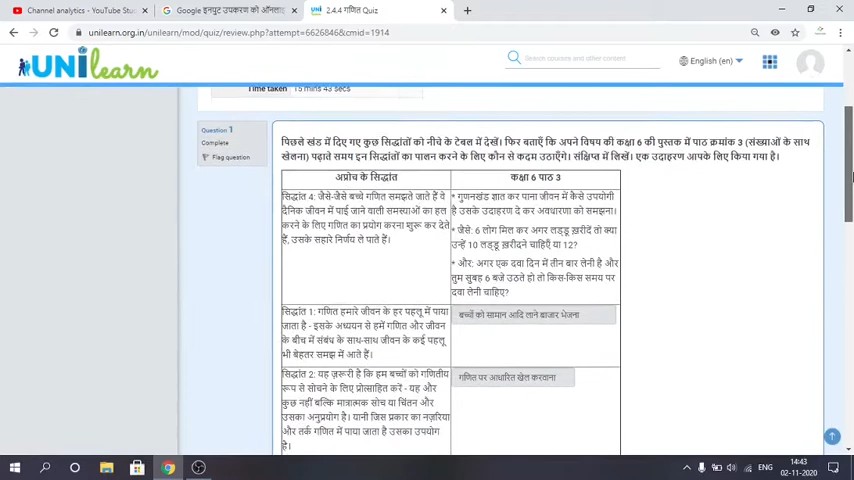 Channel analytics - YouTube Stu
Google इनपुट उपकरण को ऑनलाइ
2.4.4 गणित Quiz
unilearn.org.in/unilearn/mod/quiz/review.php?attempt=6626846&cmid=1914
UNilearn
Search courses and other content
English (en)
Time taken 15 mins 43 secs
Question 1
Complete
Flag question
पिछले खंड में दिए गए कुछ सिद्धांतों को नीचे के टेबल में देखें। फिर बताएँ कि अपने विषय की कक्षा 6 की पुस्तक में पाठ क्रमांक 3 (संख्याओं के साथ
खेलना) पढ़ाते समय इन सिद्धांतों का पालन करने के लिए कौन से कदम उठाएँगे। संक्षिप्त में लिखें। एक उदाहरण आपके लिए किया गया है।
अप्रोच के सिद्धांत
कक्षा 6 पाठ 3
सिद्धांत 4: जैसे-जैसे बच्चे गणित समझते जाते हैं वे
दैनिक जीवन में पाई जाने वाली समस्याओं का हल
करने के लिए गणित का प्रयोग करना शुरू कर देते
हैं, उसके सहारे निर्णय ले पाते हैं।
* गुणनखंड ज्ञात कर पाना जीवन में कैसे उपयोगी
है उसके उदाहरण दे कर अवधारणा को समझना।
* जैसे: 6 लोग मिल कर अगर लड्डू ख़रीदें तो क्या
उन्हें 10 लड्डू ख़रीदने चाहिएँ या 12?
* और: अगर एक दवा दिन में तीन बार लेनी है और
तुम सुबह 6 बजे उठते हो तो किस-किस समय पर
दवा लेनी चाहिए?
सिद्धांत 1: गणित हमारे जीवन के हर पहलू में पाया
जाता है - इसके अध्ययन से हमें गणित और जीवन
के बीच में संबंध के साथ-साथ जीवन के कई पहलू
भी बेहतर समझ में आते हैं।
बच्चों को सामान आदि लाने बाजार भेजना
सिद्धांत 2: यह ज़रूरी है कि हम बच्चों को गणितीय
रूप से सोचने के लिए प्रोत्साहित करें - यह और
कुछ नहीं बल्कि मात्रात्मक सोच या चिंतन और
उसका अनुप्रयोग है। यानी जिस प्रकार का नज़रिया
और तर्क गणित में पाया जाता है उसका उपयोग
है।
गणित पर आधारित खेल करवाना
ENG
14:43
02-11-2020